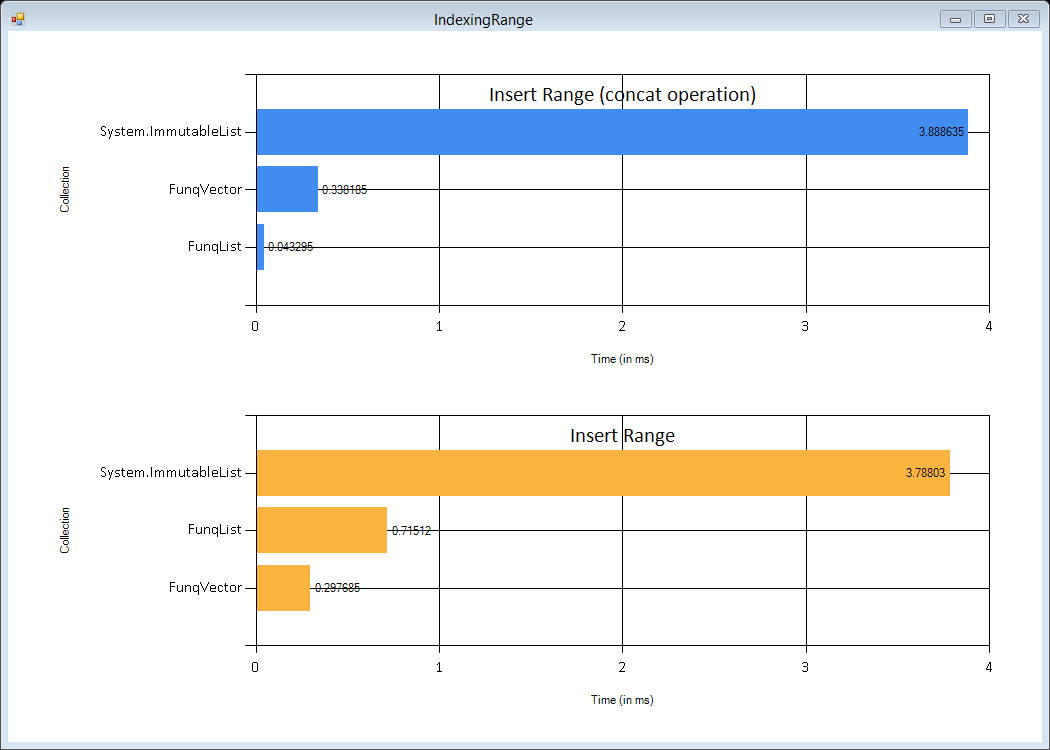 IndexingRange
Insert Range (concat operation)
System.ImmutableList
3.888635
FunqVector
0.338185
FunqList
0.043295
Collection
0 1 2 3 4
Time (in ms)
Insert Range
System.ImmutableList
3.78803
FunqList
0.71512
FunqVector
0.297685
Collection
0 1 2 3 4
Time (in ms)